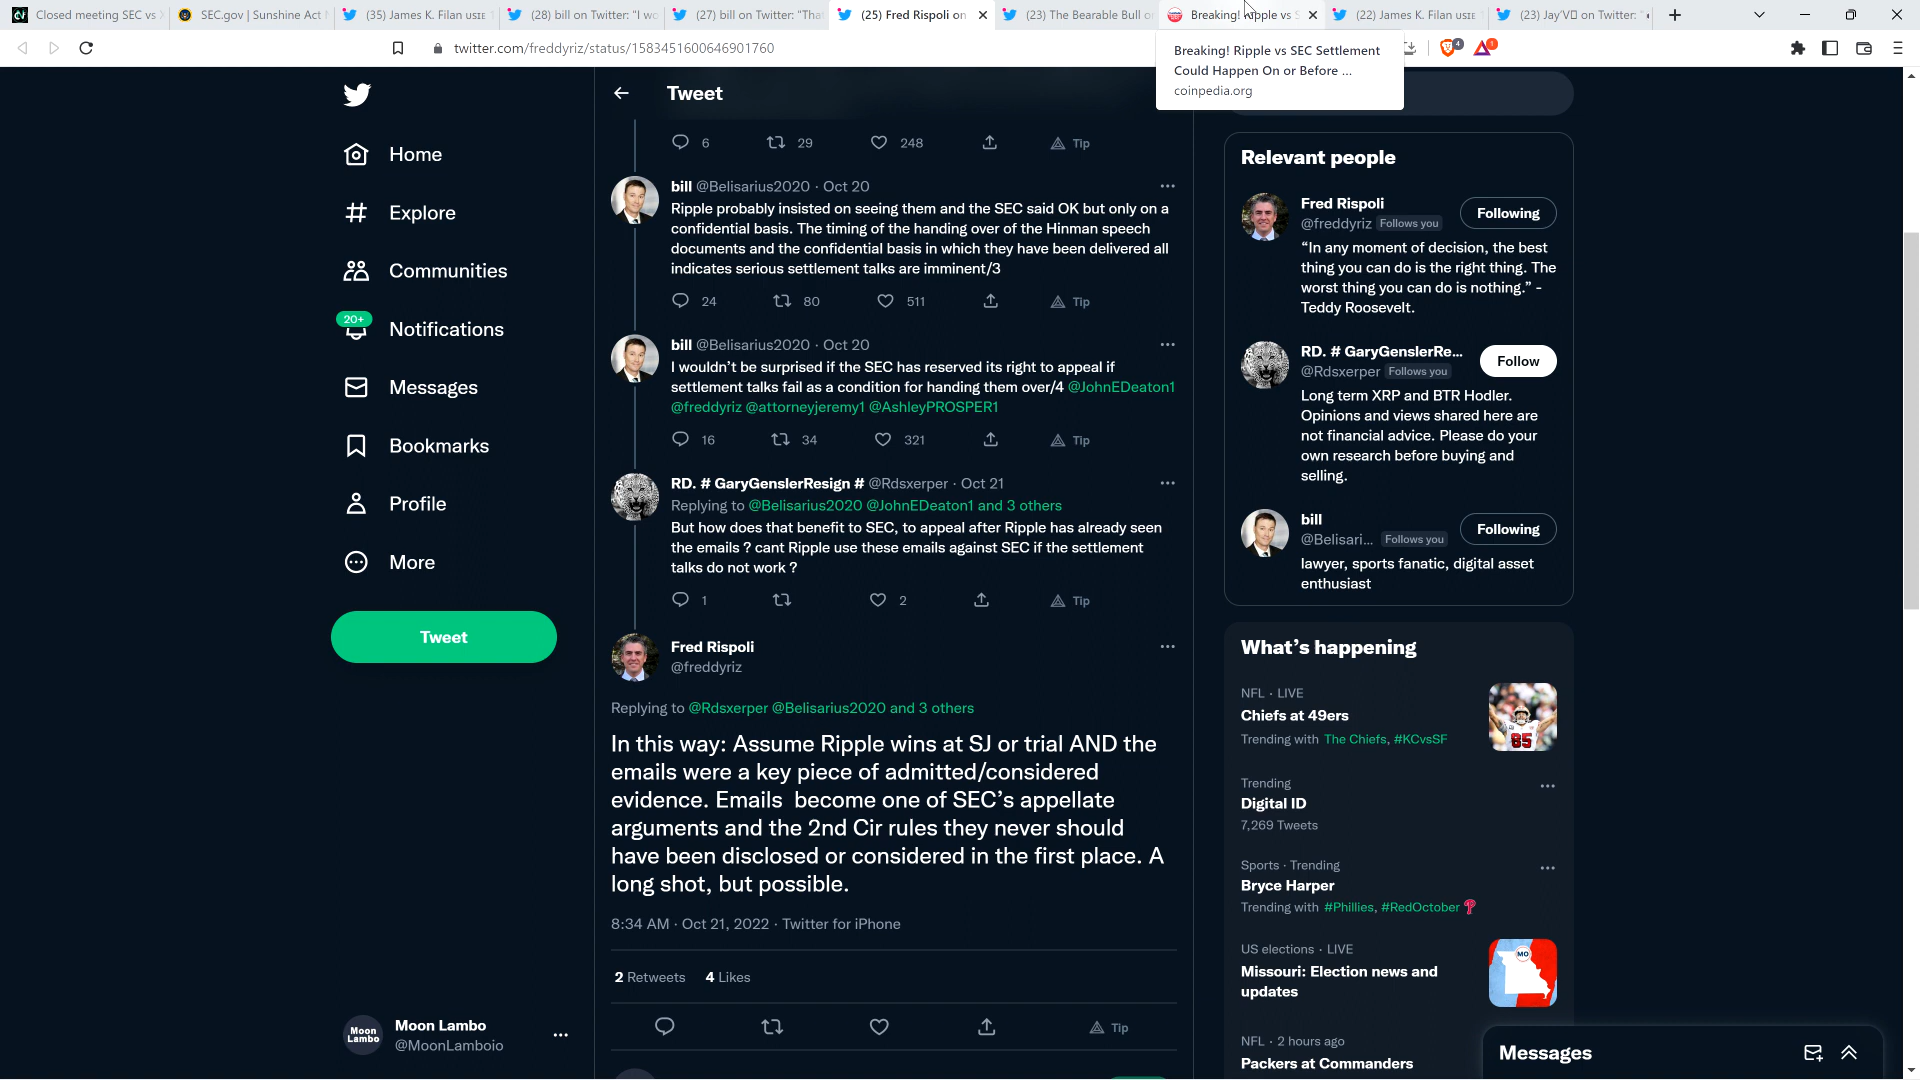 Closed meeting SEC vs X
SEC.gov | Sunshine Act
(35) James K. Filan
(28) bill on Twitter: "I wo
(27) bill on Twitter: "That
(25) Fred Rispoli on
(23) The Bearable Bull on
Breaking! Ripple vs S
(22) James K. Filan
(23) Jay'V on Twitter: "
twitter.com/freddyriz/status/1583451600646901760
4
1
Breaking! Ripple vs SEC Settlement
Could Happen On or Before ...
coinpedia.org
Home
Explore
Communities
20+
Notifications
Messages
Bookmarks
Profile
More
Tweet
Moon
Lambo
Moon Lambo
@MoonLamboio
Tweet
6 29 248 Tip
bill @Belisarius2020 · Oct 20
Ripple probably insisted on seeing them and the SEC said OK but only on a
confidential basis. The timing of the handing over of the Hinman speech
documents and the confidential basis in which they have been delivered all
indicates serious settlement talks are imminent/3
24 80 511 Tip
bill @Belisarius2020 · Oct 20
I wouldn't be surprised if the SEC has reserved its right to appeal if
settlement talks fail as a condition for handing them over/4 @JohnEDeaton1
@freddyriz @attorneyjeremy1 @AshleyPROSPER1
16 34 321 Tip
RD. # GaryGenslerResign # @Rdsxerper · Oct 21
Replying to @Belisarius2020 @JohnEDeaton1 and 3 others
But how does that benefit to SEC, to appeal after Ripple has already seen
the emails ? cant Ripple use these emails against SEC if the settlement
talks do not work ?
1 2 Tip
Fred Rispoli
@freddyriz
Replying to @Rdsxerper @Belisarius2020 and 3 others
In this way: Assume Ripple wins at SJ or trial AND the
emails were a key piece of admitted/considered
evidence. Emails become one of SEC's appellate
arguments and the 2nd Cir rules they never should
have been disclosed or considered in the first place. A
long shot, but possible.
8:34 AM · Oct 21, 2022 · Twitter for iPhone
2 Retweets 4 Likes
Tip
Relevant people
Fred Rispoli
@freddyriz Follows you
Following
"In any moment of decision, the best
thing you can do is the right thing. The
worst thing you can do is nothing." -
Teddy Roosevelt.
RD. # GaryGenslerRe...
@Rdsxerper Follows you
Follow
Long term XRP and BTR Hodler.
Opinions and views shared here are
not financial advice. Please do your
own research before buying and
selling.
bill
@Belisari... Follows you
Following
lawyer, sports fanatic, digital asset
enthusiast
What's happening
NFL · LIVE
Chiefs at 49ers
Trending with The Chiefs, #KCvsSF
85
Trending
Digital ID
7,269 Tweets
Sports · Trending
Bryce Harper
Trending with #Phillies, #RedOctober
US elections · LIVE
Missouri: Election news and
updates
MO
NFL · 2 hours ago
Packers at Commanders
Messages